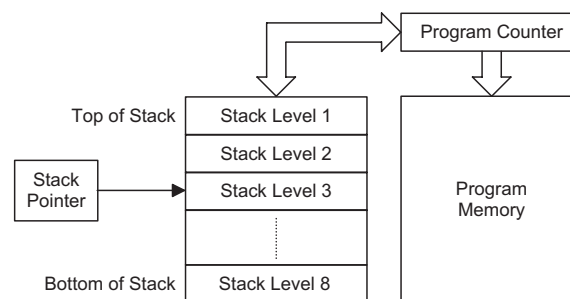 Program Counter
Top of Stack
Stack Level 1
Stack Level 2
Stack
Pointer
Stack Level 3
Program
Memory
Bottom of Stack
Stack Level 8